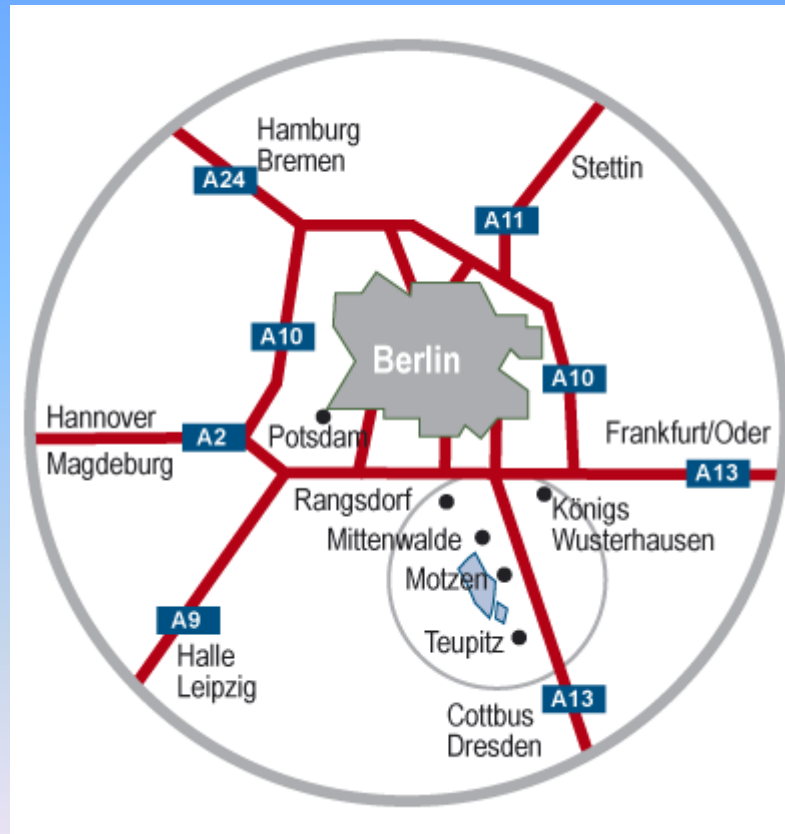 Hamburg
Bremen
A24
Stettin
A11
A10
Berlin
A10
Hannover
A2
Magdeburg
Potsdam
Frankfurt/Oder
A13
Rangsdorf
Königs
Wusterhausen
Mittenwalde
Motzen
A9
Halle
Leipzig
Teupitz
A13
Cottbus
Dresden